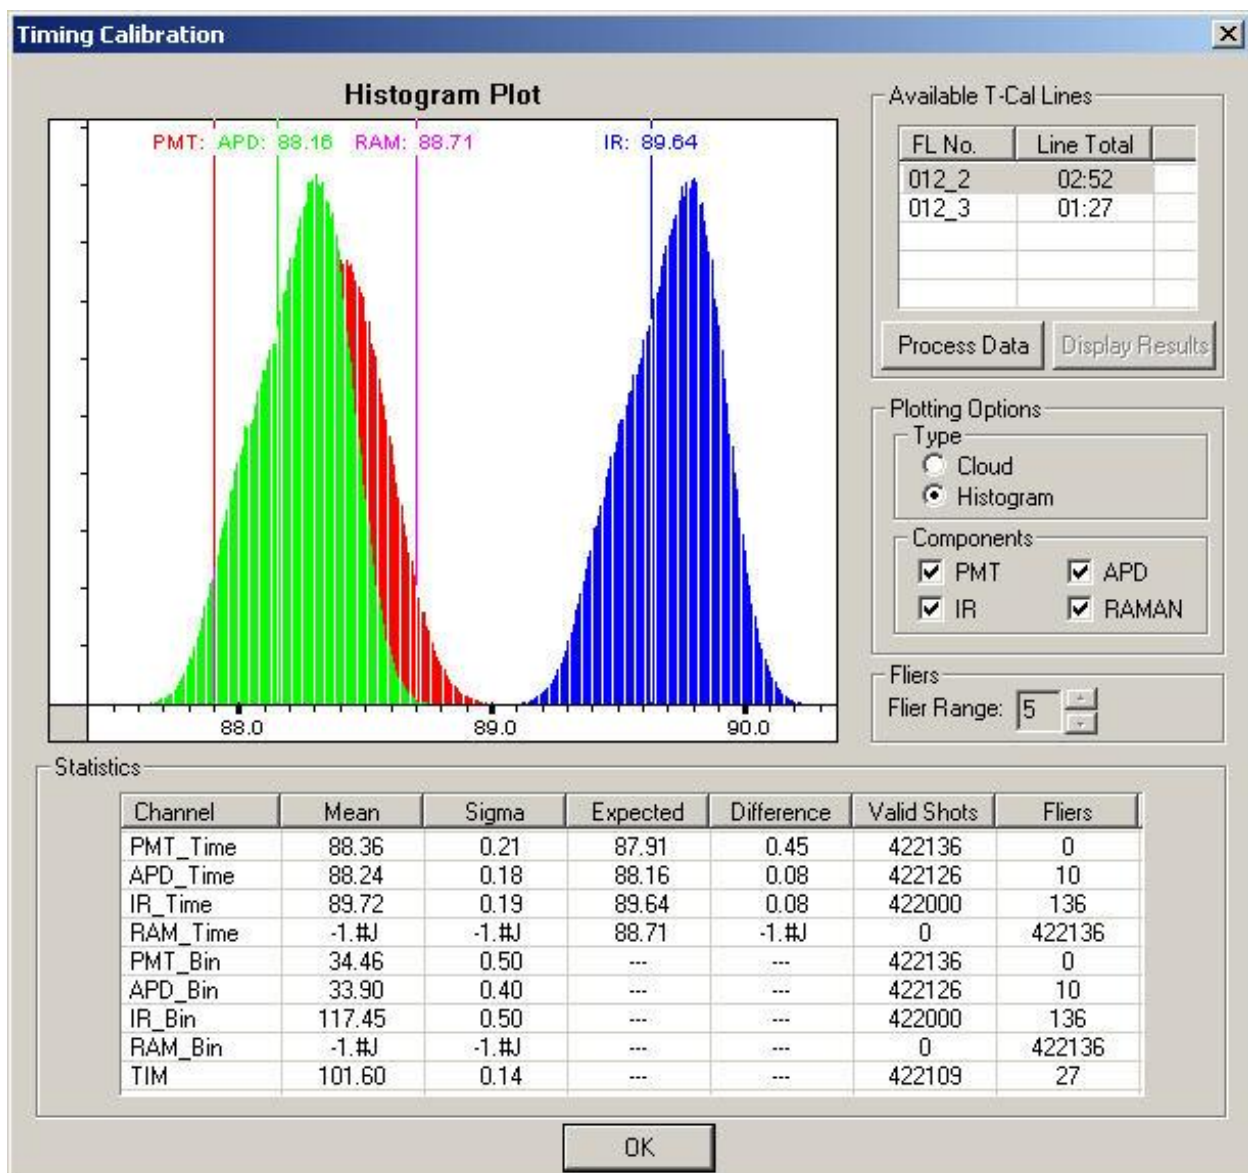 Timing Calibration
Histogram Plot
PMT: APD: 88.16 RAM: 88.71 IR: 89.64
88.0 89.0 90.0
Available T-Cal Lines
FL No. Line Total
012_2 02:52
012_3 01:27
Process Data Display Results
Plotting Options
Type
Cloud
Histogram
Components
PMT APD
IR RAMAN
Fliers
Flier Range: 5
Statistics
Channel Mean Sigma Expected Difference Valid Shots Fliers
PMT_Time 88.36 0.21 87.91 0.45 422136 0
APD_Time 88.24 0.18 88.16 0.08 422126 10
IR_Time 89.72 0.19 89.64 0.08 422000 136
RAM_Time -1.#J -1.#J 88.71 -1.#J 0 422136
PMT_Bin 34.46 0.50 --- --- 422136 0
APD_Bin 33.90 0.40 --- --- 422126 10
IR_Bin 117.45 0.50 --- --- 422000 136
RAM_Bin -1.#J -1.#J --- --- 0 422136
TIM 101.60 0.14 --- --- 422109 27
OK